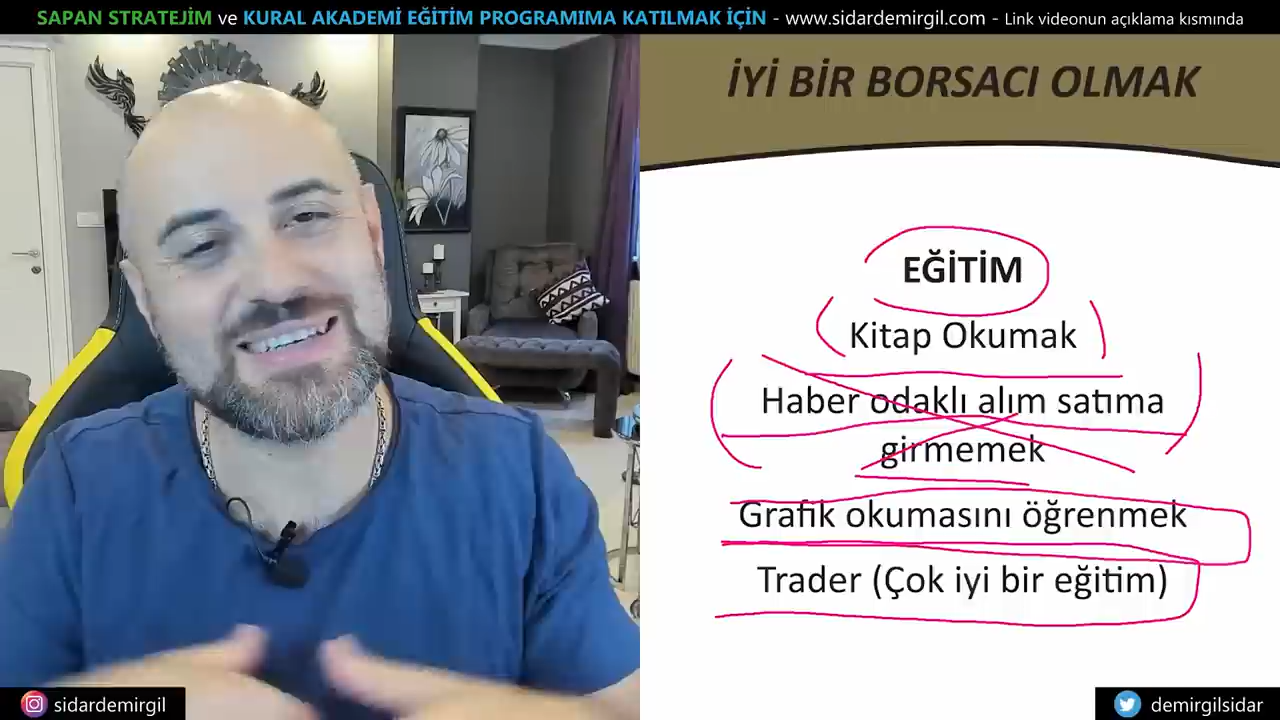 SAPAN STRATEJİM ve KURAL AKADEMİ EĞİTİM PROGRAMIMA KATILMAK İÇİN - www.sidardemirgil.com - Link videonun açıklama kısmında
İYİ BİR BORSACI OLMAK
EĞİTİM
Kitap Okumak
Haber odaklı alım satıma
girmemek
Grafik okumasını öğrenmek
Trader (Çok iyi bir eğitim)
sidardemirgil
demirgilsidar